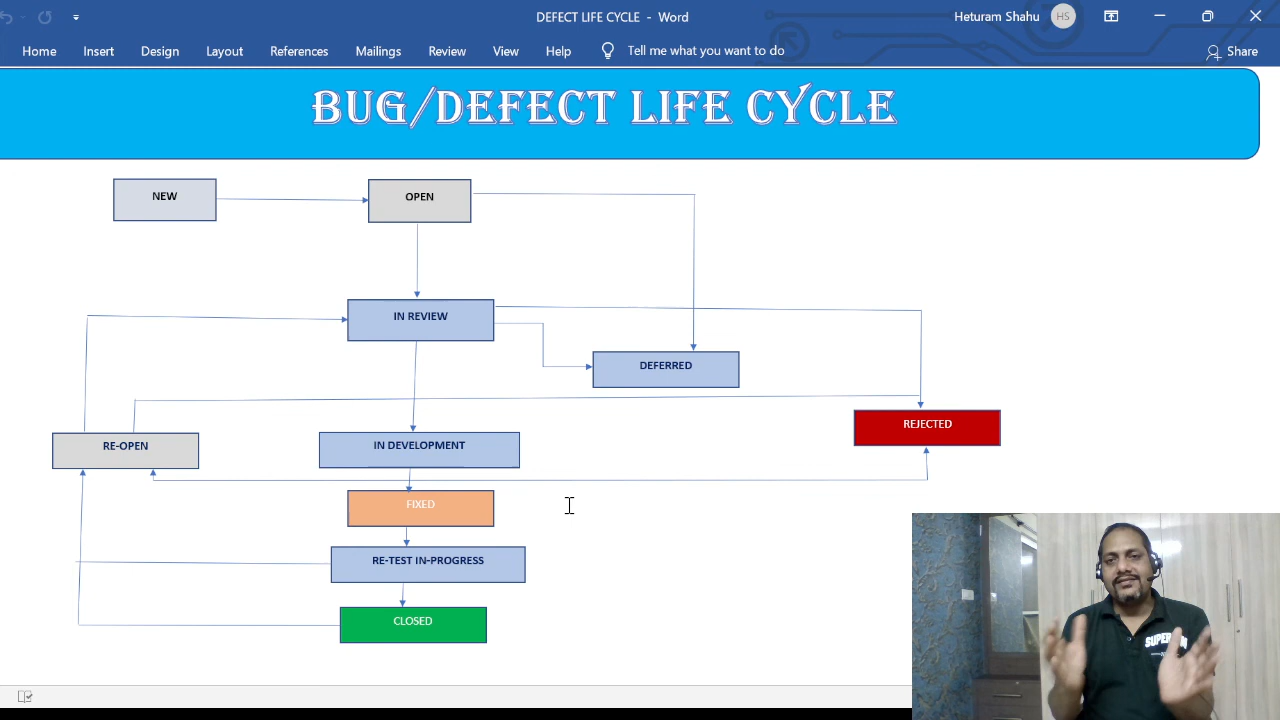 DEFECT LIFE CYCLE - Word
Heturam Shahu
HS
Home Insert Design Layout References Mailings Review View Help Tell me what you want to do Share
BUG/DEFECT LIFE CYCLE
NEW
OPEN
IN REVIEW
DEFERRED
REJECTED
RE-OPEN
IN DEVELOPMENT
FIXED
RE-TEST IN-PROGRESS
CLOSED